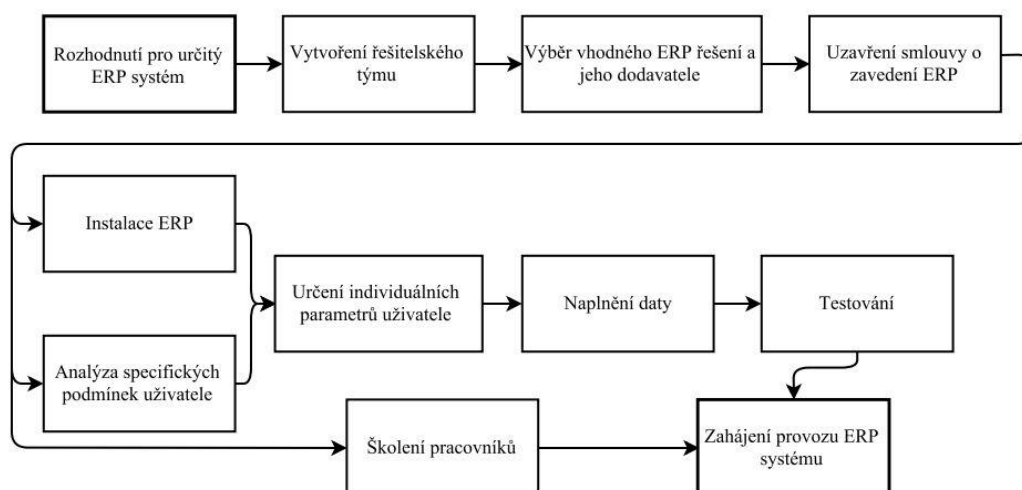 Rozhodnutí pro určitý
ERP systém
Vytvoření řešitelského
týmu
Výběr vhodného ERP řešení a
jeho dodavatele
Uzavření smlouvy o
zavedení ERP
Instalace ERP
Analýza specifických
podmínek uživatele
Určení individuálních
parametrů uživatele
Naplnění daty
Testování
Školení pracovníků
Zahájení provozu ERP
systému